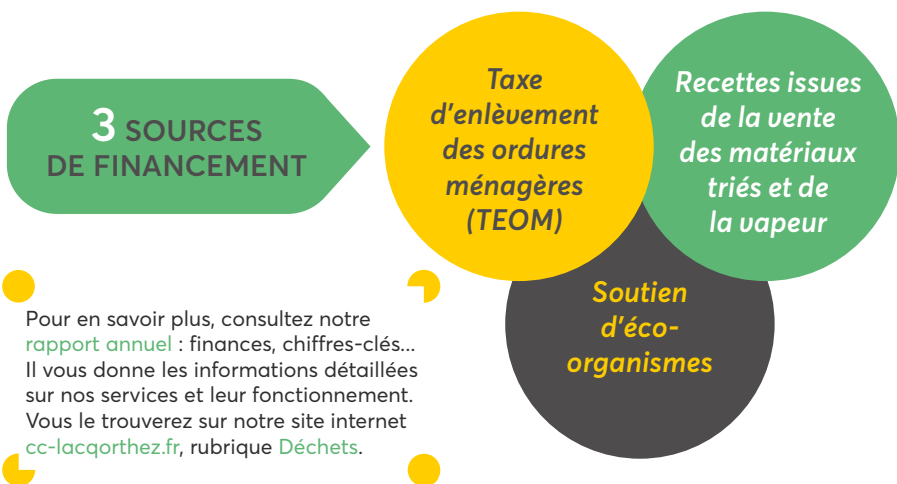 3 SOURCES
DE FINANCEMENT
Taxe
d'enlèvement
des ordures
ménagères
(TEOM)
Recettes issues
de la vente
des matériaux
triés et de
la vapeur
Soutien
d'éco-
organismes
Pour en savoir plus, consultez notre
rapport annuel : finances, chiffres-clés...
Il vous donne les informations détaillées
sur nos services et leur fonctionnement.
Vous le trouverez sur notre site internet
cc-lacqorthez.fr, rubrique Déchets.